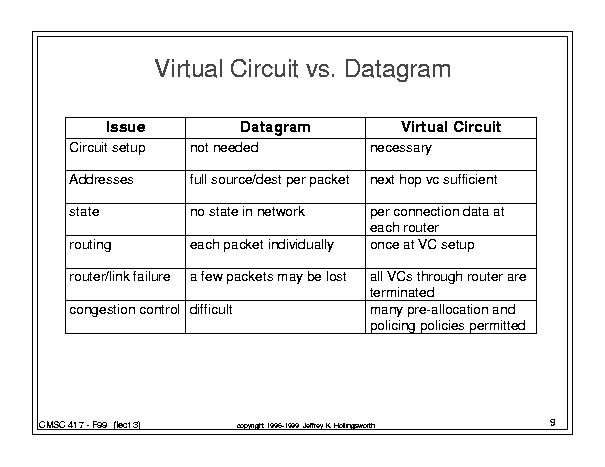 Virtual Circuit vs. Datagram
Issue Datagram Virtual Circuit
Circuit setup not needed necessary
Addresses full source/dest per packet next hop vc sufficient
state no state in network per connection data at
each router
routing each packet individually once at VC setup
router/link failure a few packets may be lost all VCs through router are
terminated
congestion control difficult many pre-allocation and
policing policies permitted
CMSC 417 - F99 (lect 3) copyright 1996-1999 Jeffrey K. Hollingsworth 9